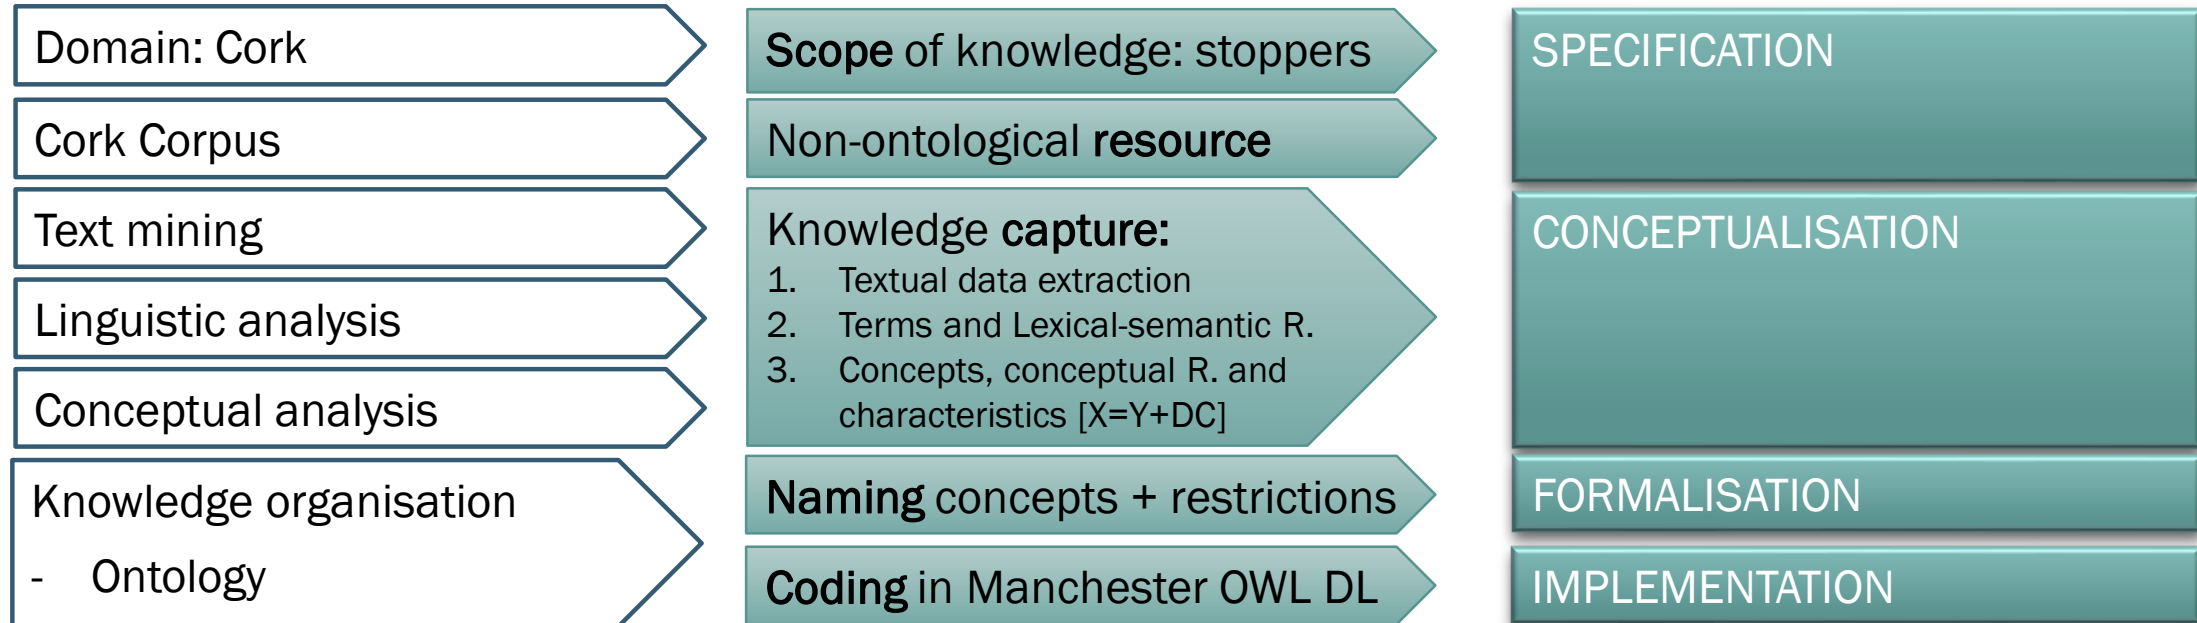 Domain: Cork
Scope of knowledge: stoppers
SPECIFICATION
Cork Corpus
Non-ontological resource
Text mining
Knowledge capture:
1. Textual data extraction
2. Terms and Lexical-semantic R.
3. Concepts, conceptual R. and
characteristics [X=Y+DC]
CONCEPTUALISATION
Linguistic analysis
Conceptual analysis
Knowledge organisation
- Ontology
Naming concepts + restrictions
FORMALISATION
Coding in Manchester OWL DL
IMPLEMENTATION